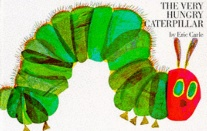 THE VERY
HUNGRY
CATERPILLAR
by Eric Carle